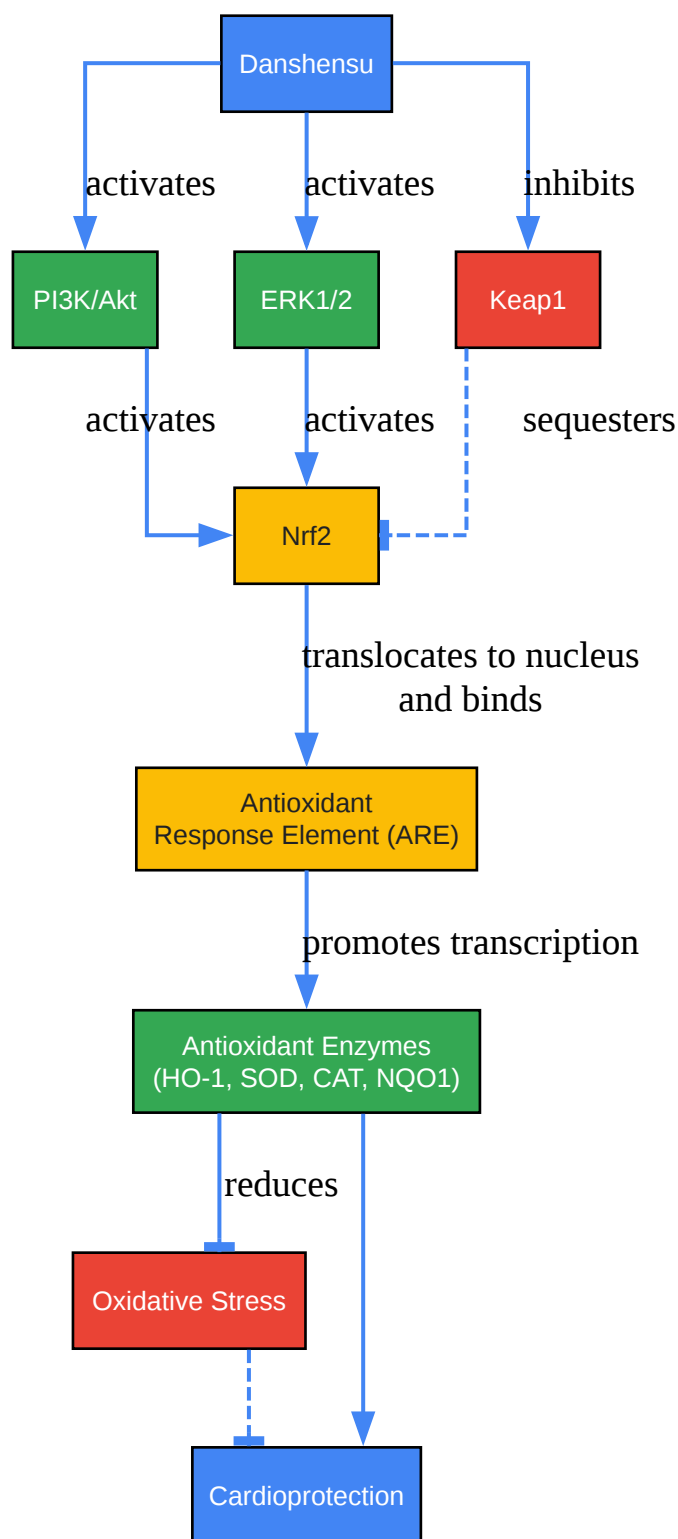 Danshensu
activates
activates
inhibits
PI3K/Akt
ERK1/2
Keap1
activates
activates
sequesters
Nrf2
translocates to nucleus
and binds
Antioxidant
Response Element (ARE)
promotes transcription
Antioxidant Enzymes
(HO-1, SOD, CAT, NQO1)
reduces
Oxidative Stress
Cardioprotection